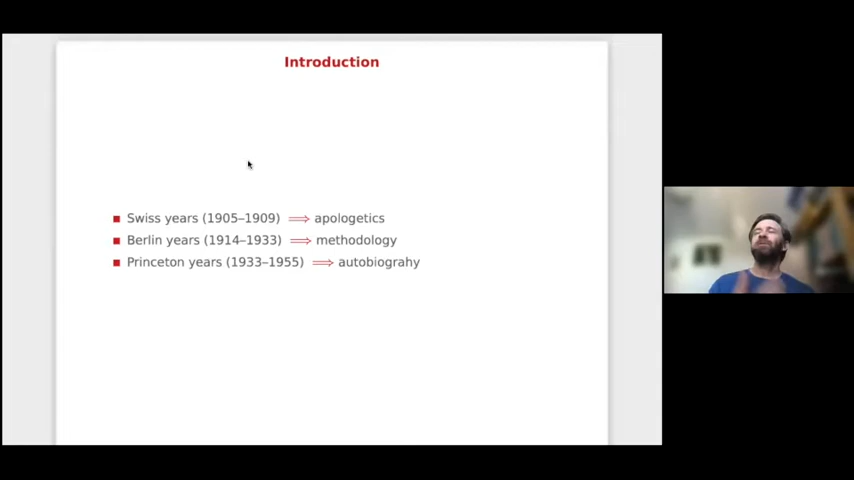 Introduction
Swiss years (1905–1909) ⟹ apologetics
Berlin years (1914–1933) ⟹ methodology
Princeton years (1933–1955) ⟹ autobiograhy